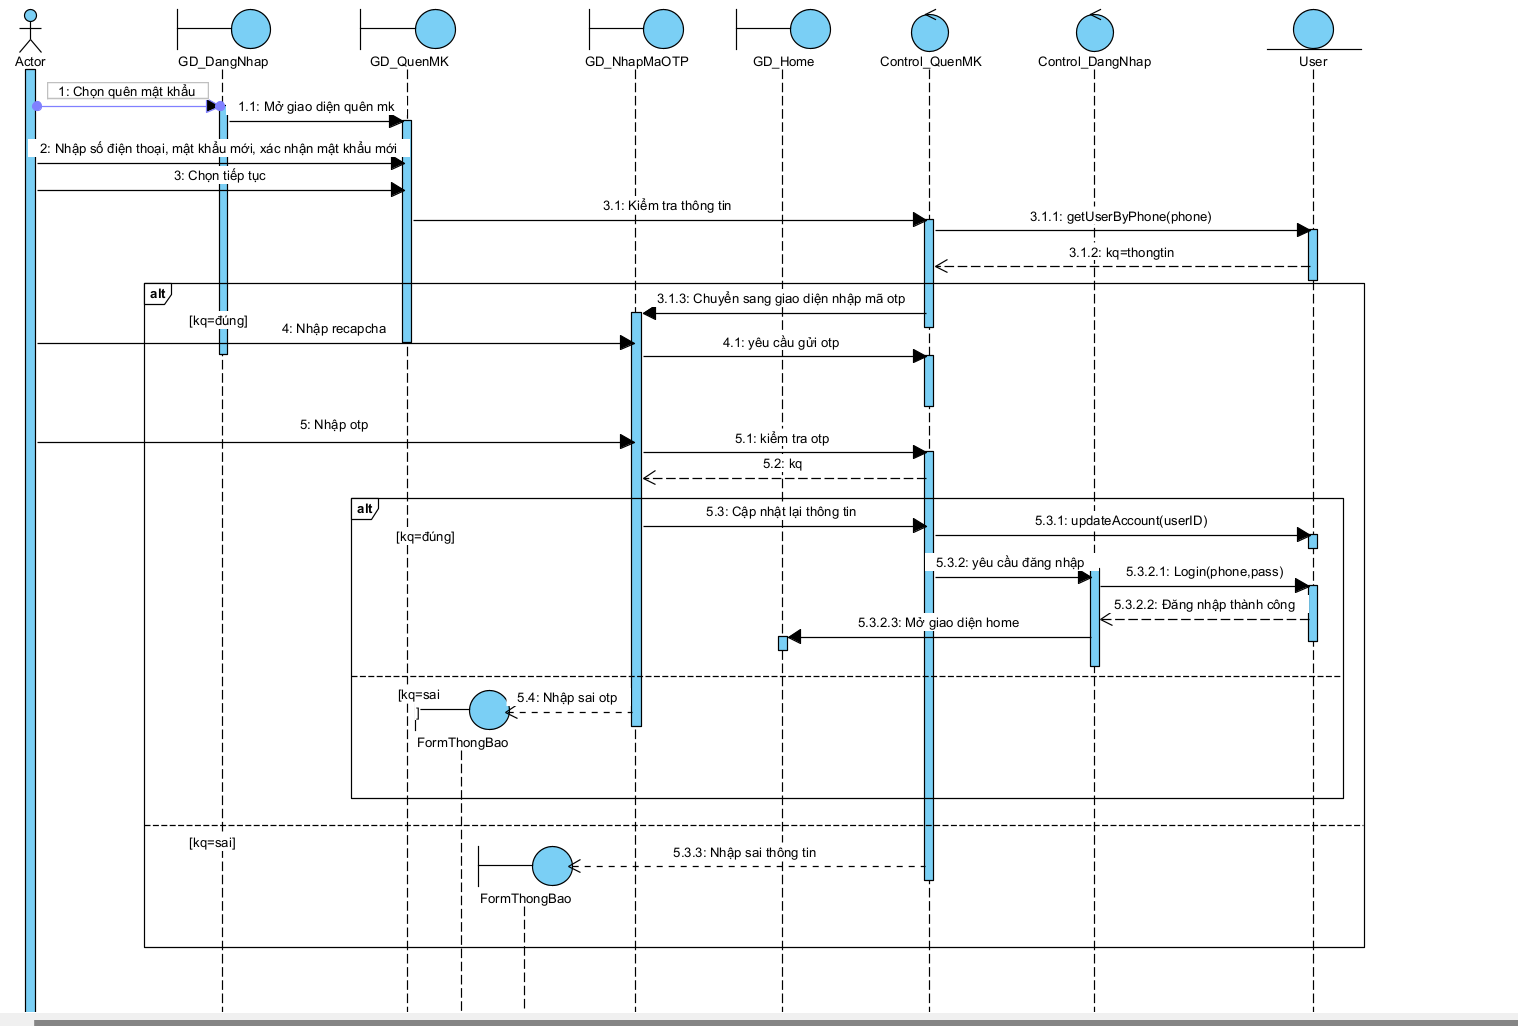 Actor
GD_DangNhap
GD_QuenMK
GD_NhapMaOTP
GD_Home
Control_QuenMK
Control_DangNhap
User
1: Chọn quên mật khẩu
1.1: Mở giao diện quên mk
2: Nhập số điện thoại, mật khẩu mới, xác nhận mật khẩu mới
3: Chọn tiếp tục
3.1: Kiểm tra thông tin
3.1.1: getUserByPhone(phone)
3.1.2: kq=thongtin
alt
3.1.3: Chuyển sang giao diện nhập mã otp
[kq=đúng]
4: Nhập recapcha
4.1: yêu cầu gửi otp
5: Nhập otp
5.1: kiểm tra otp
5.2: kq
alt
5.3: Cập nhật lại thông tin
5.3.1: updateAccount(userID)
[kq=đúng]
5.3.2: yêu cầu đăng nhập
5.3.2.1: Login(phone,pass)
5.3.2.2: Đăng nhập thành công
5.3.2.3: Mở giao diện home
[kq=sai
]
5.4: Nhập sai otp
FormThongBao
[kq=sai]
5.3.3: Nhập sai thông tin
FormThongBao